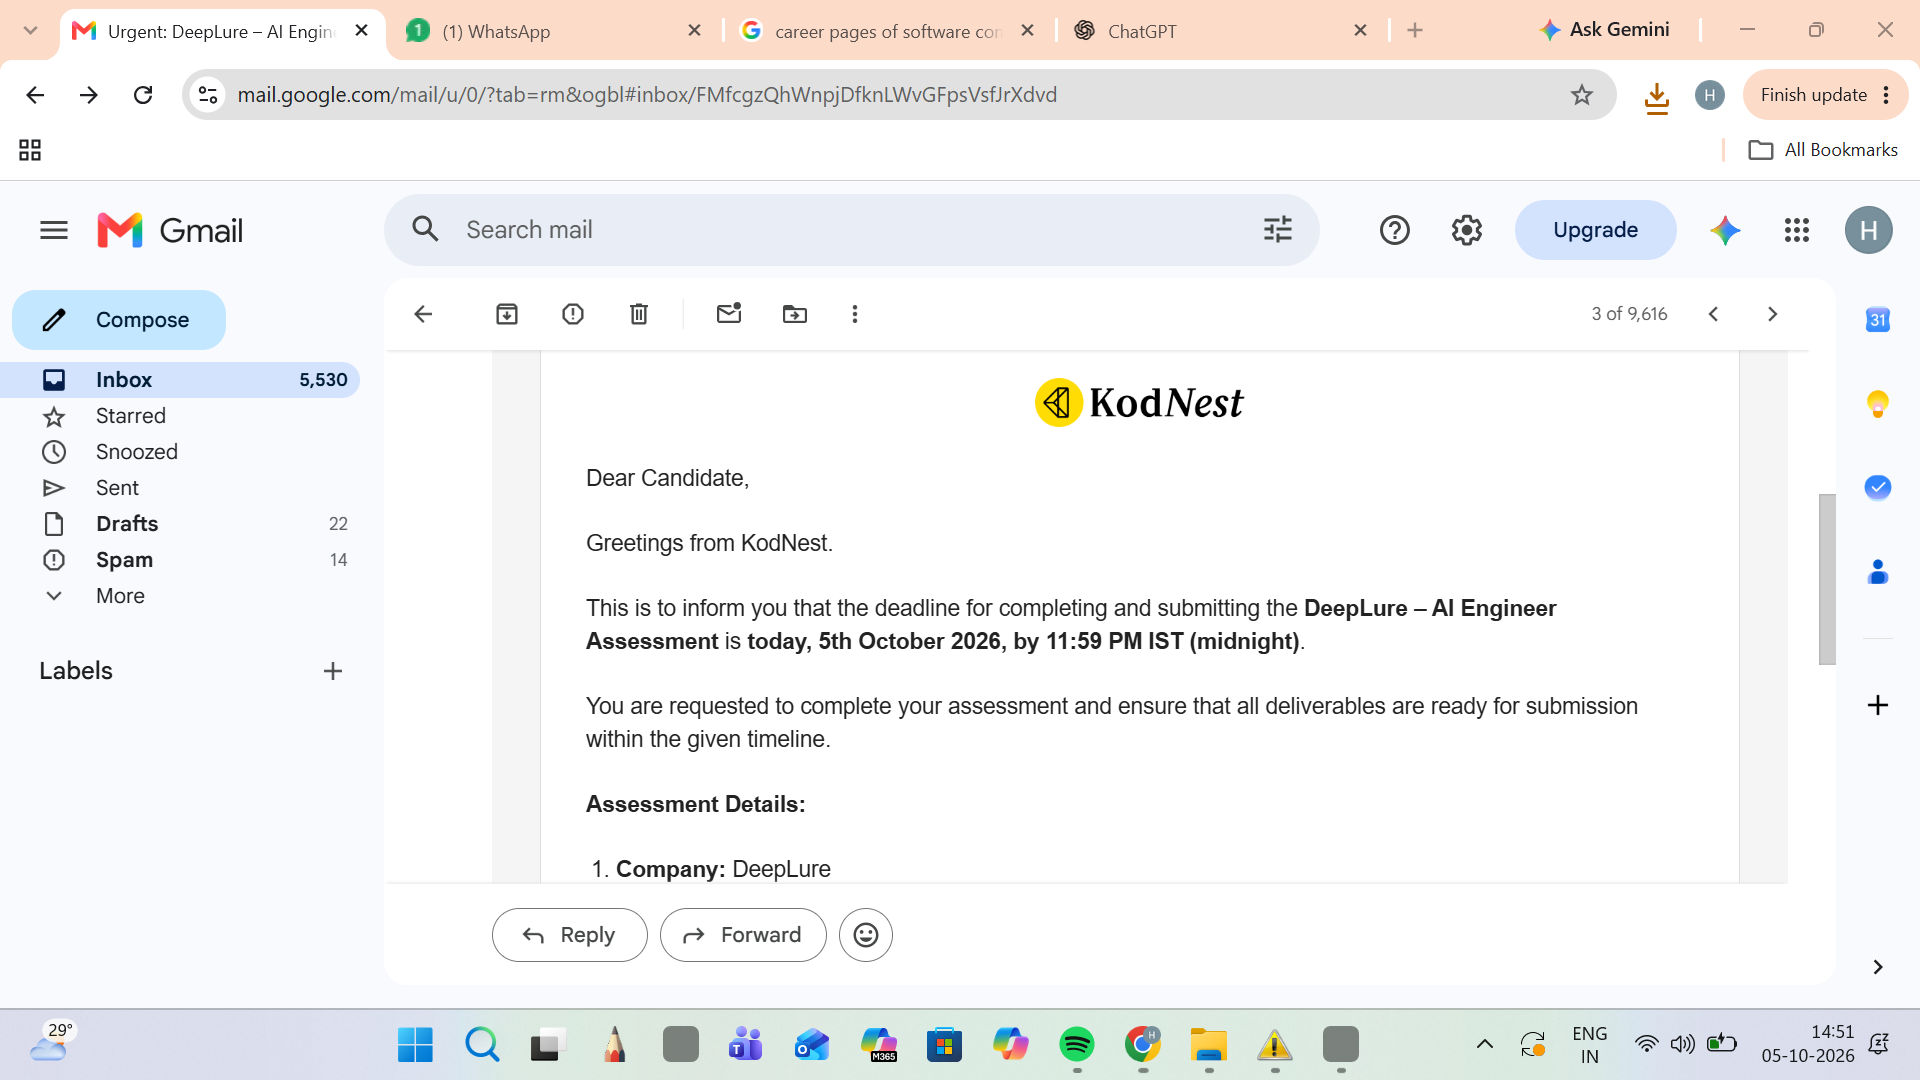 Urgent: DeepLure – AI Engin
(1) WhatsApp
career pages of software con
ChatGPT
Ask Gemini
mail.google.com/mail/u/0/?tab=rm&ogbl#inbox/FMfcgzQhWnpjDfknLWvGFpsVsfJrXdvd
H
Finish update
All Bookmarks
Gmail
Search mail
Upgrade
H
Compose
3 of 9,616
Inbox 5,530
Starred
Snoozed
Sent
Drafts 22
Spam 14
More
Labels
31
KodNest
Dear Candidate,
Greetings from KodNest.
This is to inform you that the deadline for completing and submitting the DeepLure – AI Engineer
Assessment is today, 5th October 2026, by 11:59 PM IST (midnight).
You are requested to complete your assessment and ensure that all deliverables are ready for submission
within the given timeline.
Assessment Details:
1. Company: DeepLure
Reply
Forward
29°
M365
H
ENG
IN
14:51
05-10-2026